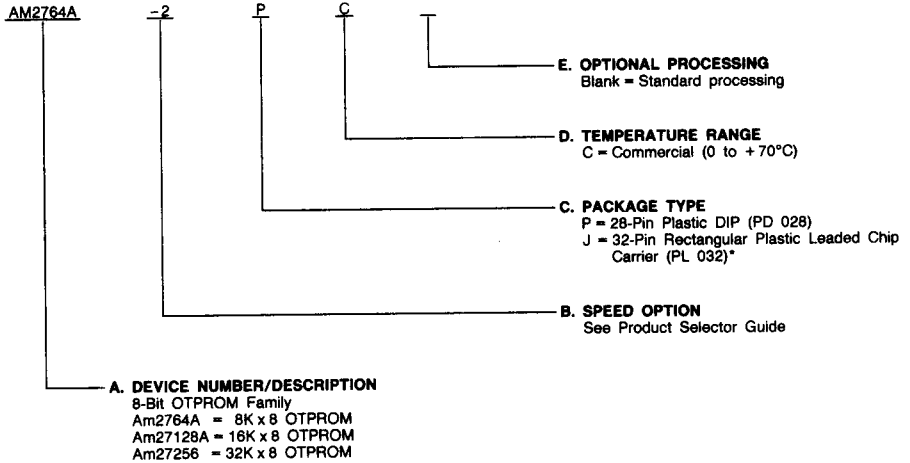 AM2764A -2 P C
E. OPTIONAL PROCESSING
Blank = Standard processing
D. TEMPERATURE RANGE
C = Commercial (0 to +70°C)
C. PACKAGE TYPE
P = 28-Pin Plastic DIP (PD 028)
J = 32-Pin Rectangular Plastic Leaded Chip
Carrier (PL 032)*
B. SPEED OPTION
See Product Selector Guide
A. DEVICE NUMBER/DESCRIPTION
8-Bit OTPROM Family
Am2764A = 8K x 8 OTPROM
Am27128A = 16K x 8 OTPROM
Am27256 = 32K x 8 OTPROM